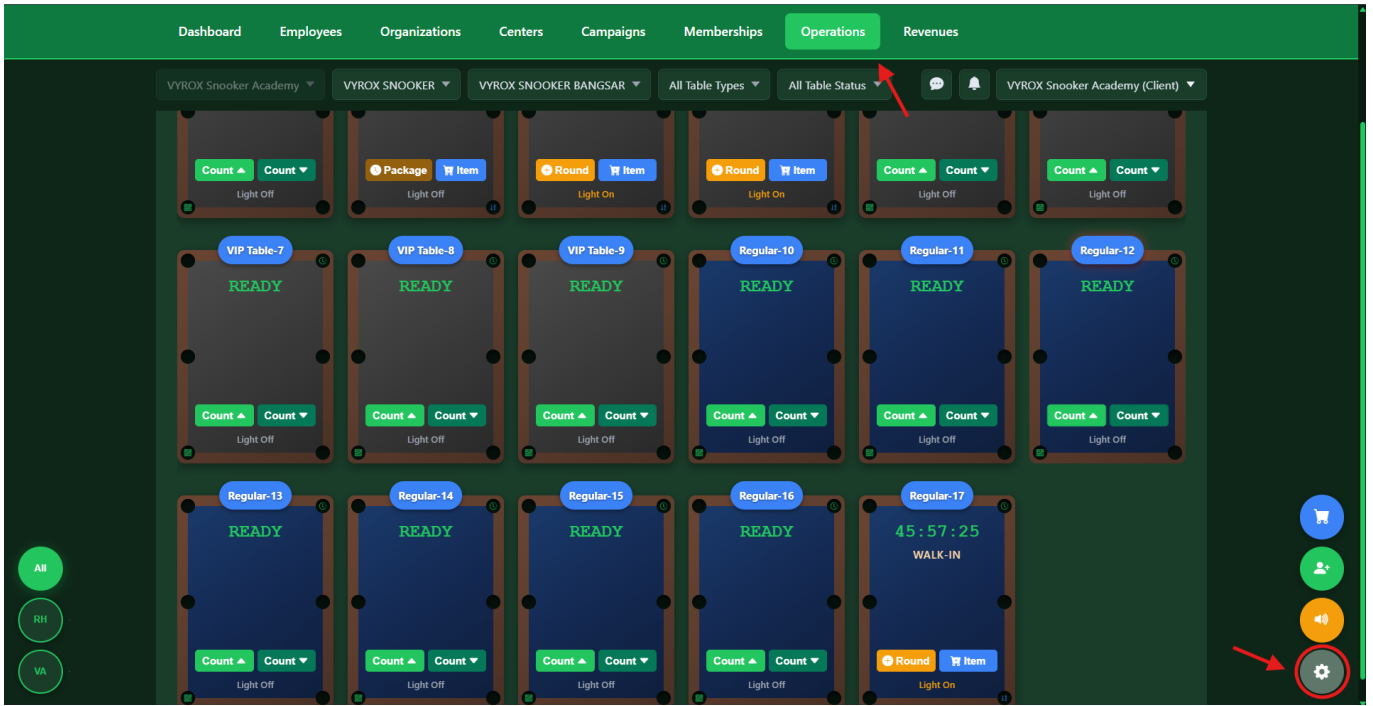 Dashboard Employees Organizations Centers Campaigns Memberships Operations Revenues
VYROX Snooker Academy VYROX SNOOKER VYROX SNOOKER BANGSAR All Table Types All Table Status VYROX Snooker Academy (Client)
Count Count Package Item Round Item Round Item Count Count Count Count
Light Off Light Off Light On Light On Light Off Light Off
VIP Table-7 VIP Table-8 VIP Table-9 Regular-10 Regular-11 Regular-12
READY READY READY READY READY READY
Count Count Count Count Count Count Count Count Count Count Count Count
Light Off Light Off Light Off Light Off Light Off Light Off
Regular-13 Regular-14 Regular-15 Regular-16 Regular-17
READY READY READY READY 45:57:25
WALK-IN
All
RH
Count Count Count Count Count Count Count Count Round Item
VA
Light Off Light Off Light Off Light Off Light On